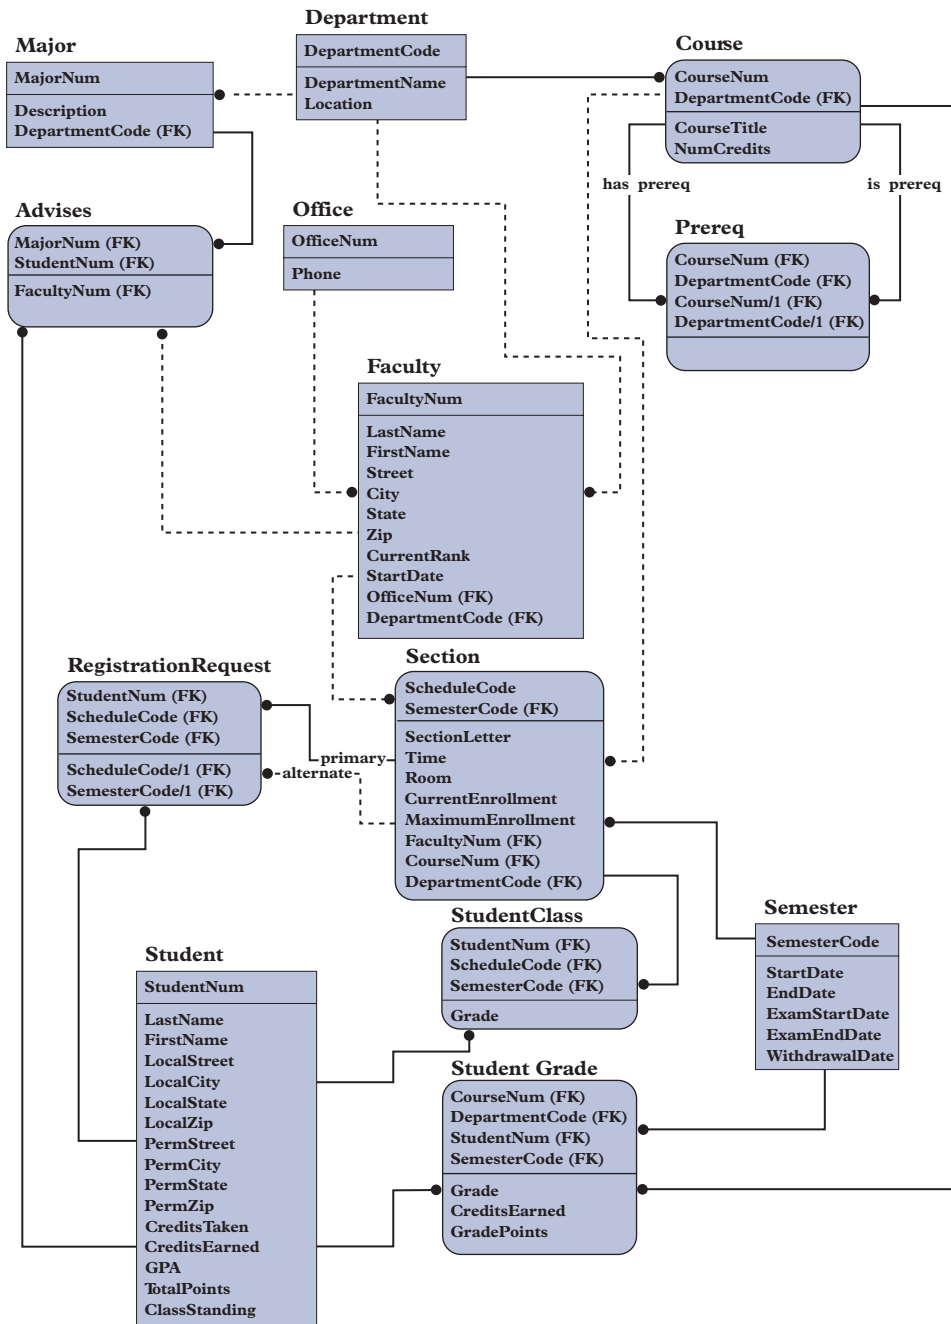 Department
DepartmentCode
DepartmentName
Location
Major
MajorNum
Description
DepartmentCode (FK)
Course
CourseNum
DepartmentCode (FK)
CourseTitle
NumCredits
has prereq
is prereq
Advises
MajorNum (FK)
StudentNum (FK)
FacultyNum (FK)
Office
OfficeNum
Phone
Prereq
CourseNum (FK)
DepartmentCode (FK)
CourseNum/1 (FK)
DepartmentCode/1 (FK)
Faculty
FacultyNum
LastName
FirstName
Street
City
State
Zip
CurrentRank
StartDate
OfficeNum (FK)
DepartmentCode (FK)
RegistrationRequest
StudentNum (FK)
ScheduleCode (FK)
SemesterCode (FK)
ScheduleCode/1 (FK)
SemesterCode/1 (FK)
primary
alternate
Section
ScheduleCode
SemesterCode (FK)
SectionLetter
Time
Room
CurrentEnrollment
MaximumEnrollment
FacultyNum (FK)
CourseNum (FK)
DepartmentCode (FK)
StudentClass
StudentNum (FK)
ScheduleCode (FK)
SemesterCode (FK)
Grade
Semester
SemesterCode
StartDate
EndDate
ExamStartDate
ExamEndDate
WithdrawalDate
Student
StudentNum
LastName
FirstName
LocalStreet
LocalCity
LocalState
LocalZip
PermStreet
PermCity
PermState
PermZip
CreditsTaken
CreditsEarned
GPA
TotalPoints
ClassStanding
Student Grade
CourseNum (FK)
DepartmentCode (FK)
StudentNum (FK)
SemesterCode (FK)
Grade
CreditsEarned
GradePoints